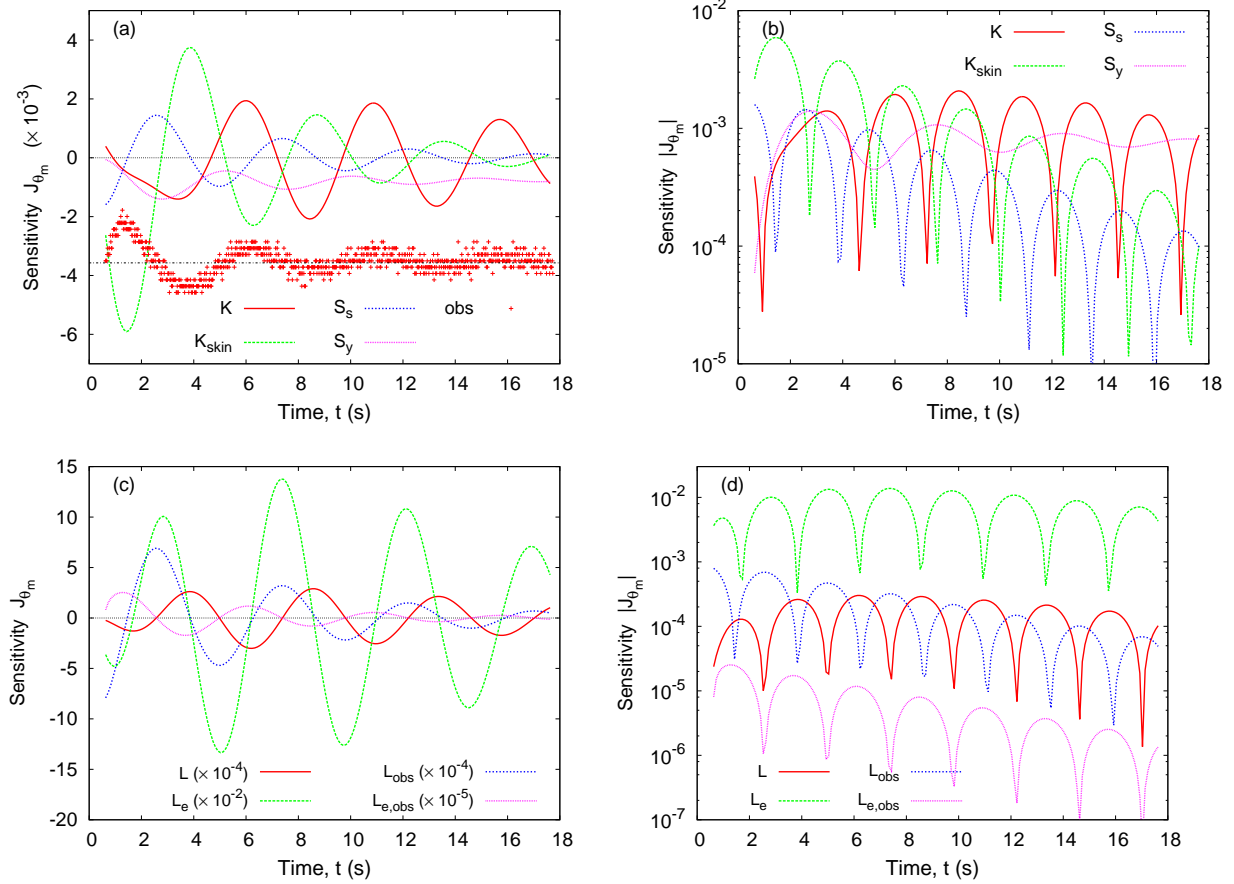 (a)
Sensitivity J_θm (× 10^-3)
4
2
0
-2
-4
-6
K
S_s
obs
K_skin
S_y
0 2 4 6 8 10 12 14 16 18
Time, t (s)
(b)
Sensitivity |J_θm|
10^-2
10^-3
10^-4
10^-5
K
S_s
K_skin
S_y
0 2 4 6 8 10 12 14 16 18
Time, t (s)
(c)
Sensitivity J_θm
15
10
5
0
-5
-10
-15
-20
L (× 10^-4)
L_obs (× 10^-4)
L_e (× 10^-2)
L_e,obs (× 10^-5)
0 2 4 6 8 10 12 14 16 18
Time, t (s)
(d)
Sensitivity |J_θm|
10^-2
10^-3
10^-4
10^-5
10^-6
10^-7
L
L_obs
L_e
L_e,obs
0 2 4 6 8 10 12 14 16 18
Time, t (s)